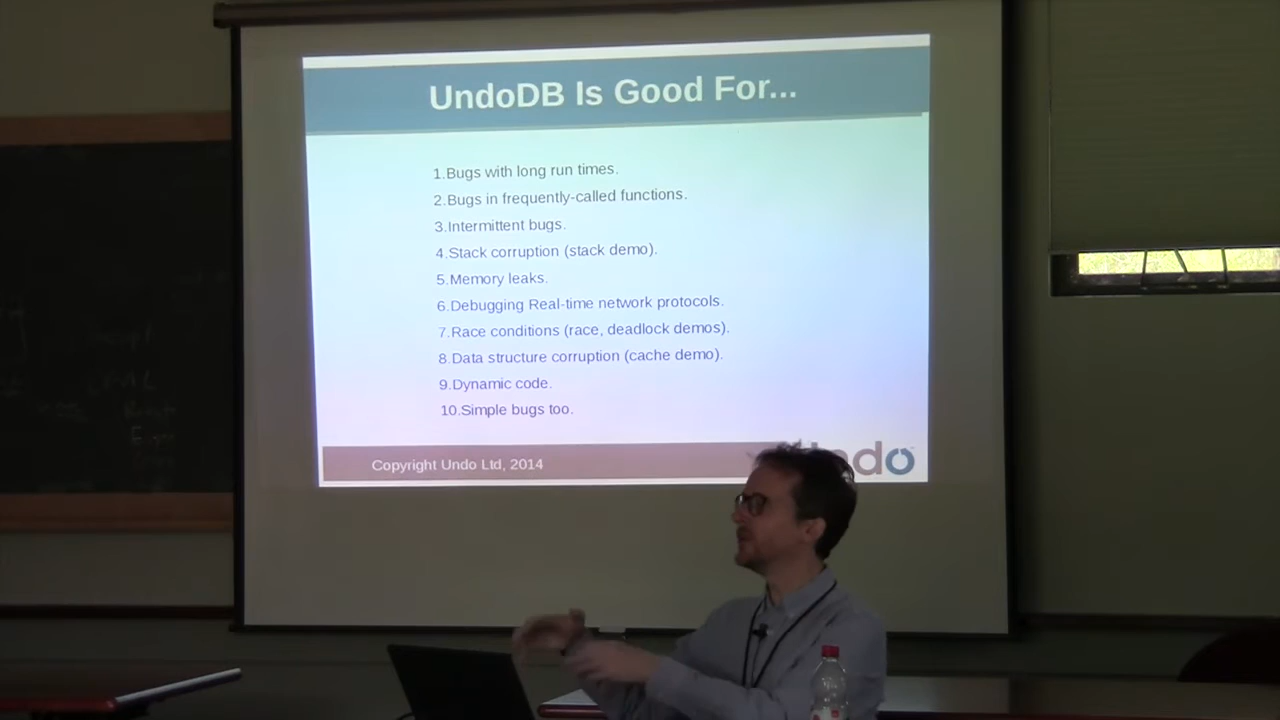 UndoDB Is Good For...
1.Bugs with long run times.
2.Bugs in frequently-called functions.
3.Intermittent bugs.
4.Stack corruption (stack demo).
5.Memory leaks.
6.Debugging Real-time network protocols.
7.Race conditions (race, deadlock demos).
8.Data structure corruption (cache demo).
9.Dynamic code.
10.Simple bugs too.
Copyright Undo Ltd, 2014